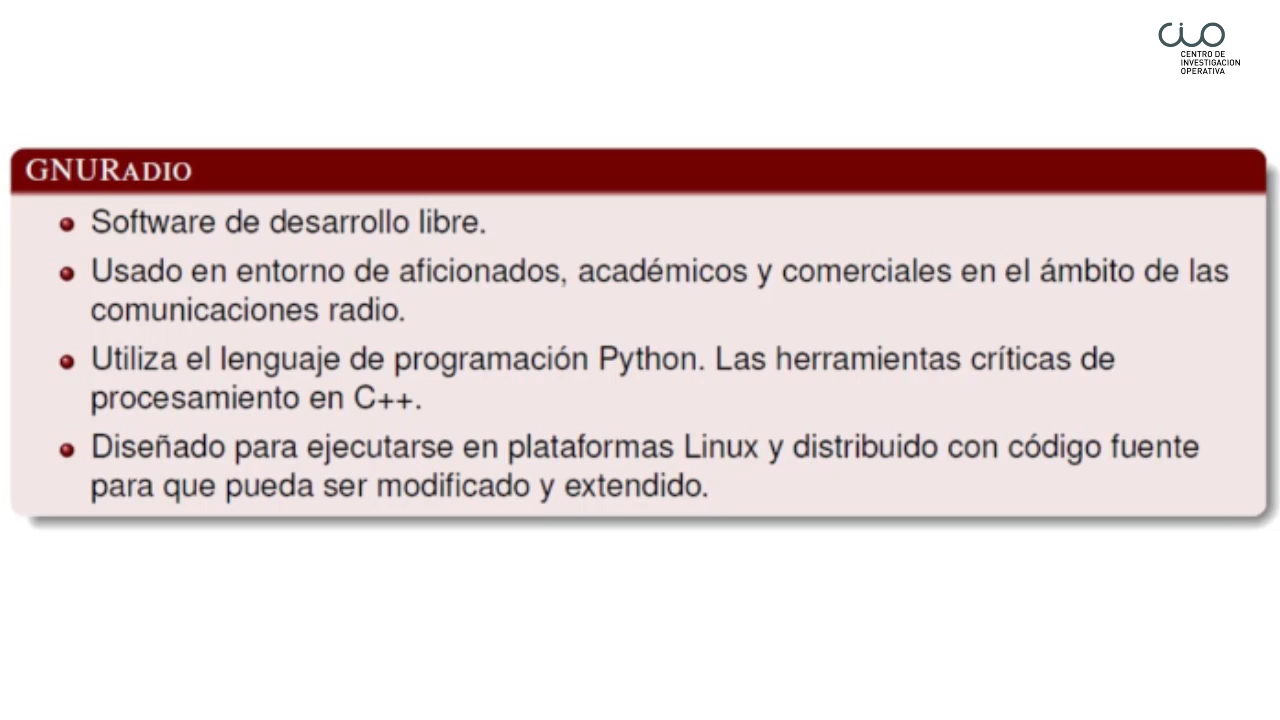 CIO
CENTRO DE
INVESTIGACION
OPERATIVA
GNURADIO
Software de desarrollo libre.
Usado en entorno de aficionados, académicos y comerciales en el ámbito de las
comunicaciones radio.
Utiliza el lenguaje de programación Python. Las herramientas críticas de
procesamiento en C++.
Diseñado para ejecutarse en plataformas Linux y distribuido con código fuente
para que pueda ser modificado y extendido.